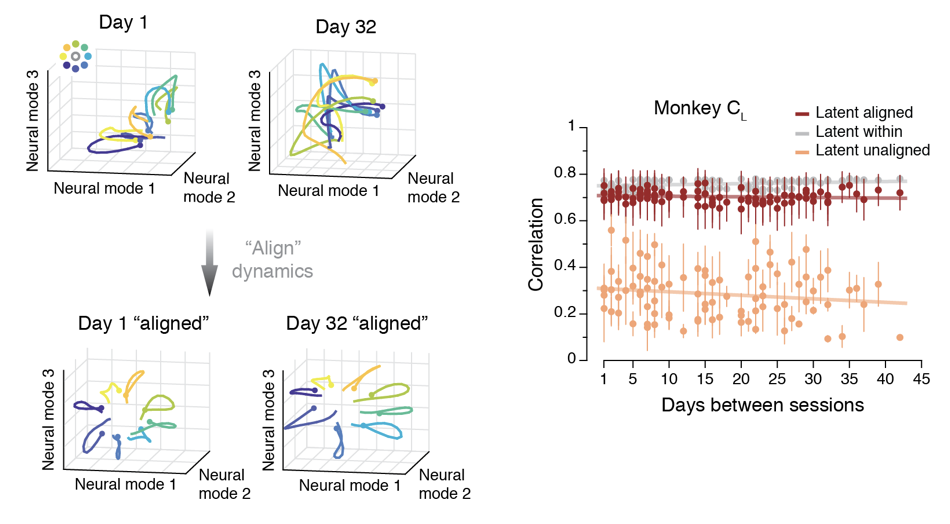 Day 1
Day 32
Neural mode 3
Neural mode 1
Neural
mode 2
Neural mode 3
Neural mode 1
Neural
mode 2
“Align”
dynamics
Day 1 “aligned”
Day 32 “aligned”
Neural mode 3
Neural mode 1
Neural
mode 2
Neural mode 3
Neural mode 1
Neural
mode 2
Monkey CL
Latent aligned
Latent within
Latent unaligned
Correlation
1
0.8
0.6
0.4
0.2
0
1 5 10 15 20 25 30 35 40 45
Days between sessions